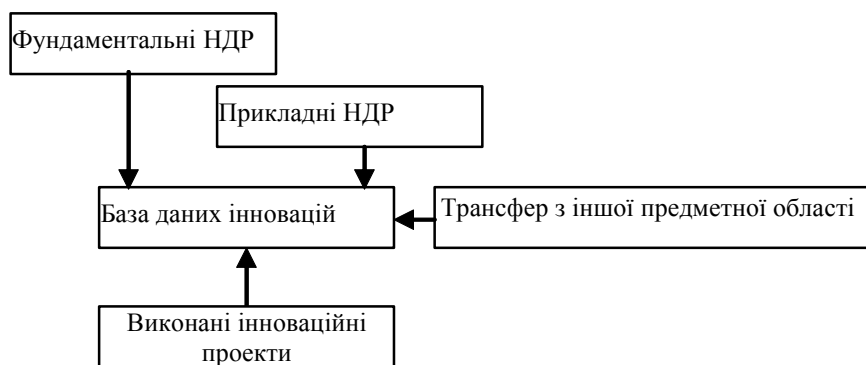 Фундаментальні НДР
Прикладні НДР
База даних інновацій
Трансфер з іншої предметної області
Виконані інноваційні
проекти